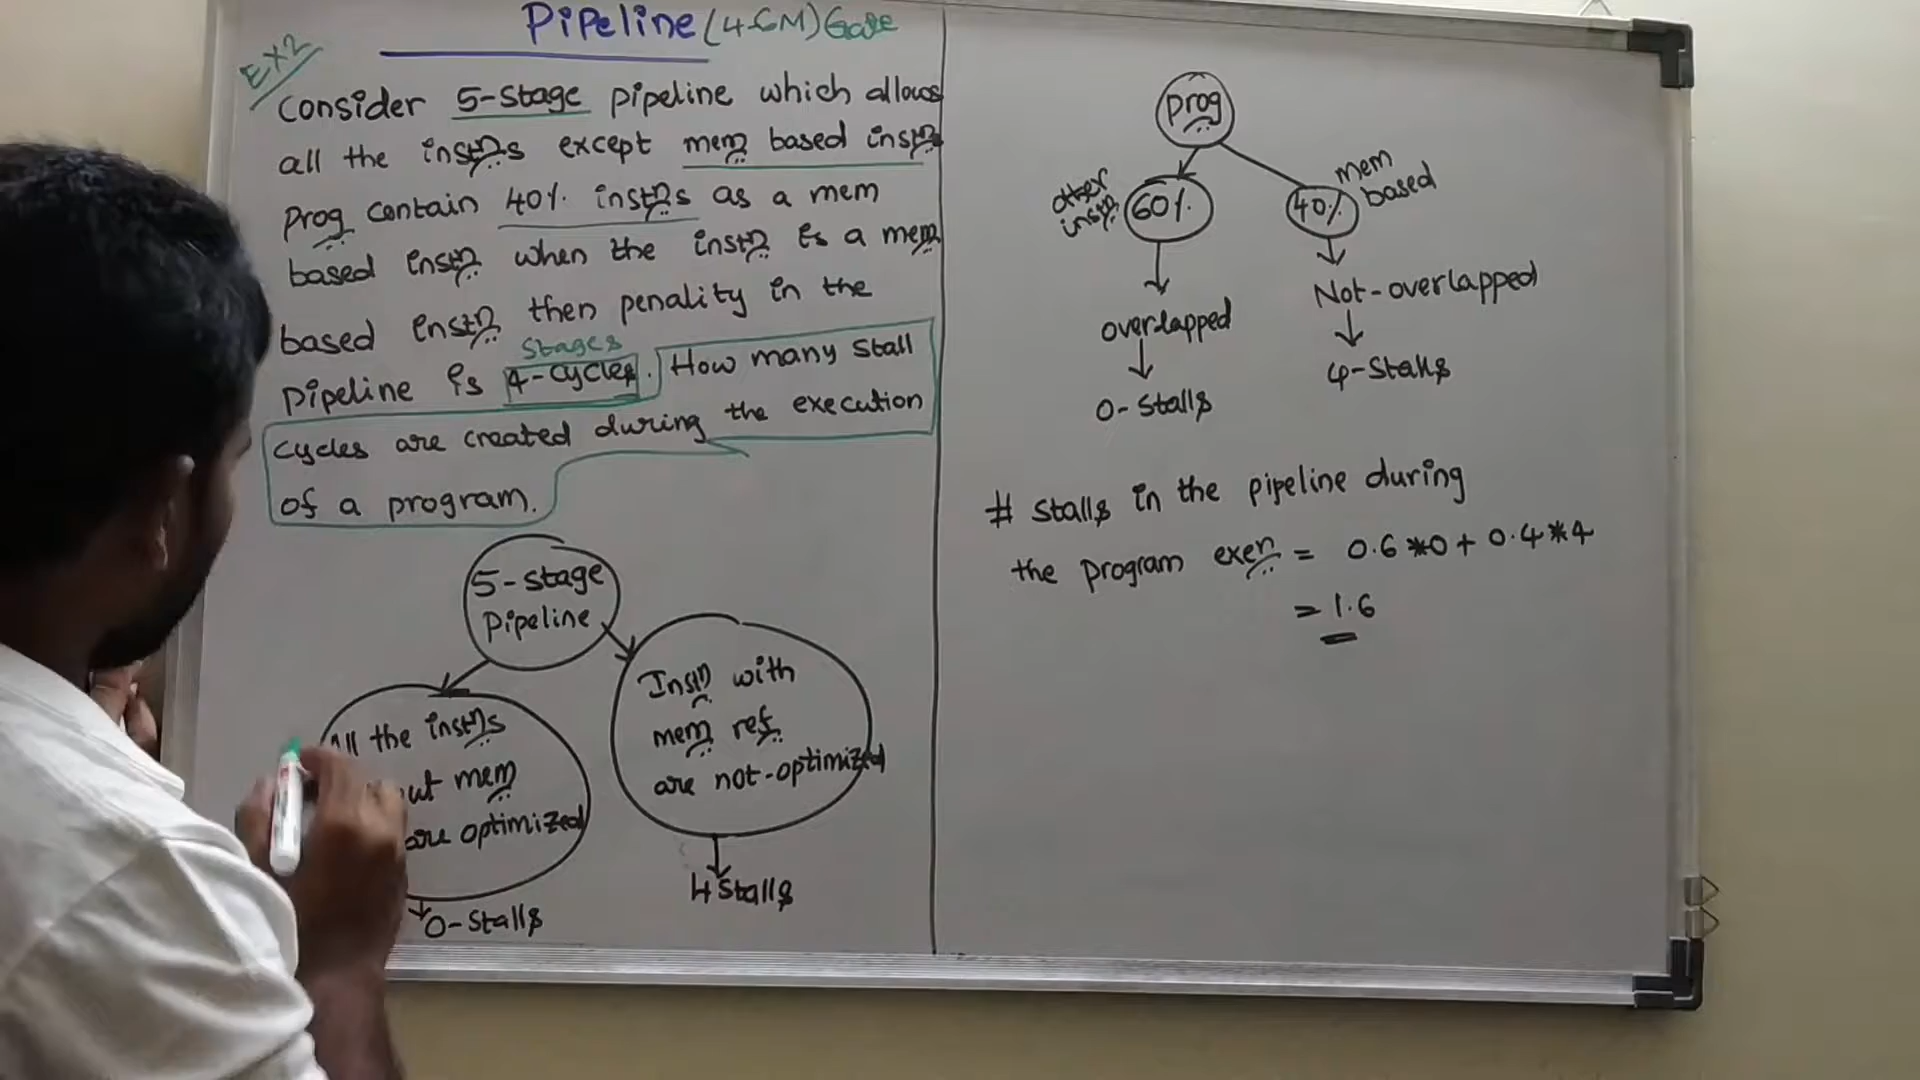 Pipeline (4-6M) Gate
EX2
Consider 5-stage pipeline which allows
all the instns except mem based instn
prog contain 40% instns as a mem
based instn when the instn is a mem
based instn then penality in the
stages
pipeline is 4-cycles. How many stall
cycles are created during the execution
of a program.
5-stage
pipeline
All the instns
out mem
are optimized
0-stalls
Instn with
mem ref
are not-optimized
4 stalls
prog
other
instn
60%
40%
mem
based
overlapped
0-stalls
Not-overlapped
4-stalls
# stalls in the pipeline during
the program exen = 0.6*0+0.4*4
= 1.6